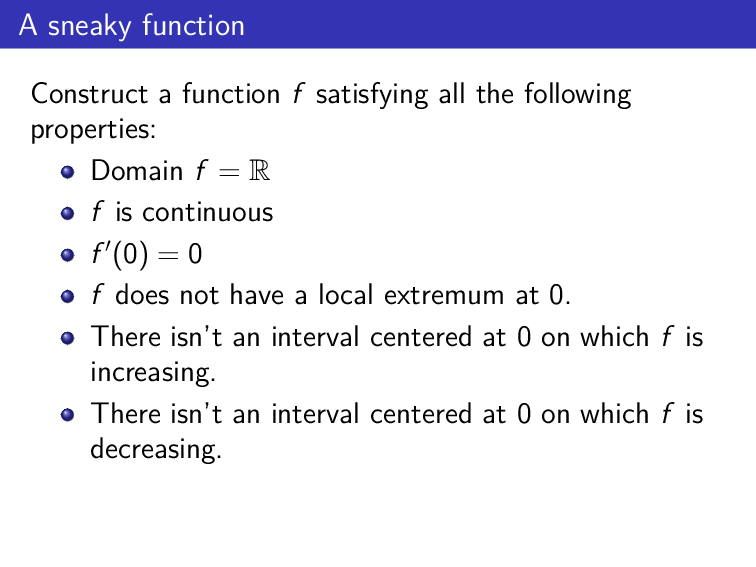 A sneaky function
Construct a function f satisfying all the following
properties:
Domain f = ℝ
f is continuous
f′(0) = 0
f does not have a local extremum at 0.
There isn't an interval centered at 0 on which f is
increasing.
There isn't an interval centered at 0 on which f is
decreasing.